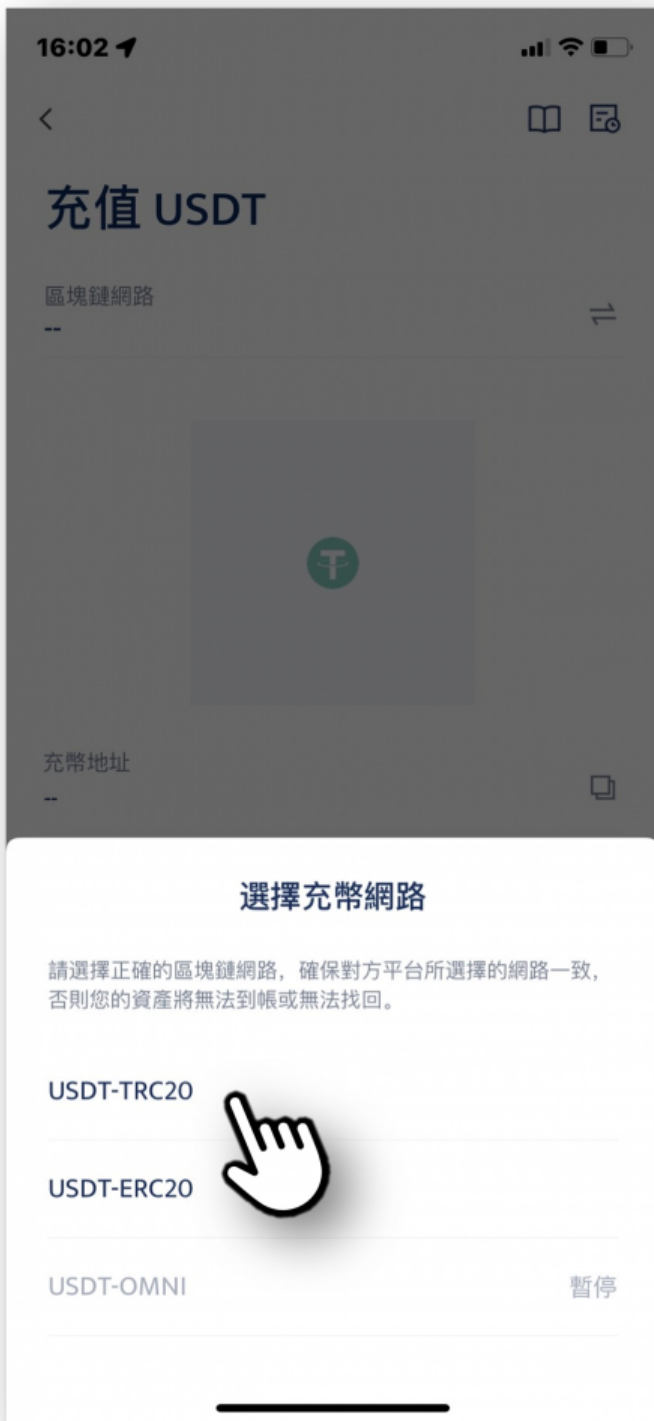 16:02
充值 USDT
區塊鏈網路
--
充幣地址
--
選擇充幣網路
請選擇正確的區塊鏈網路，確保對方平台所選擇的網路一致，
否則您的資產將無法到帳或無法找回。
USDT-TRC20
USDT-ERC20
USDT-OMNI 暫停